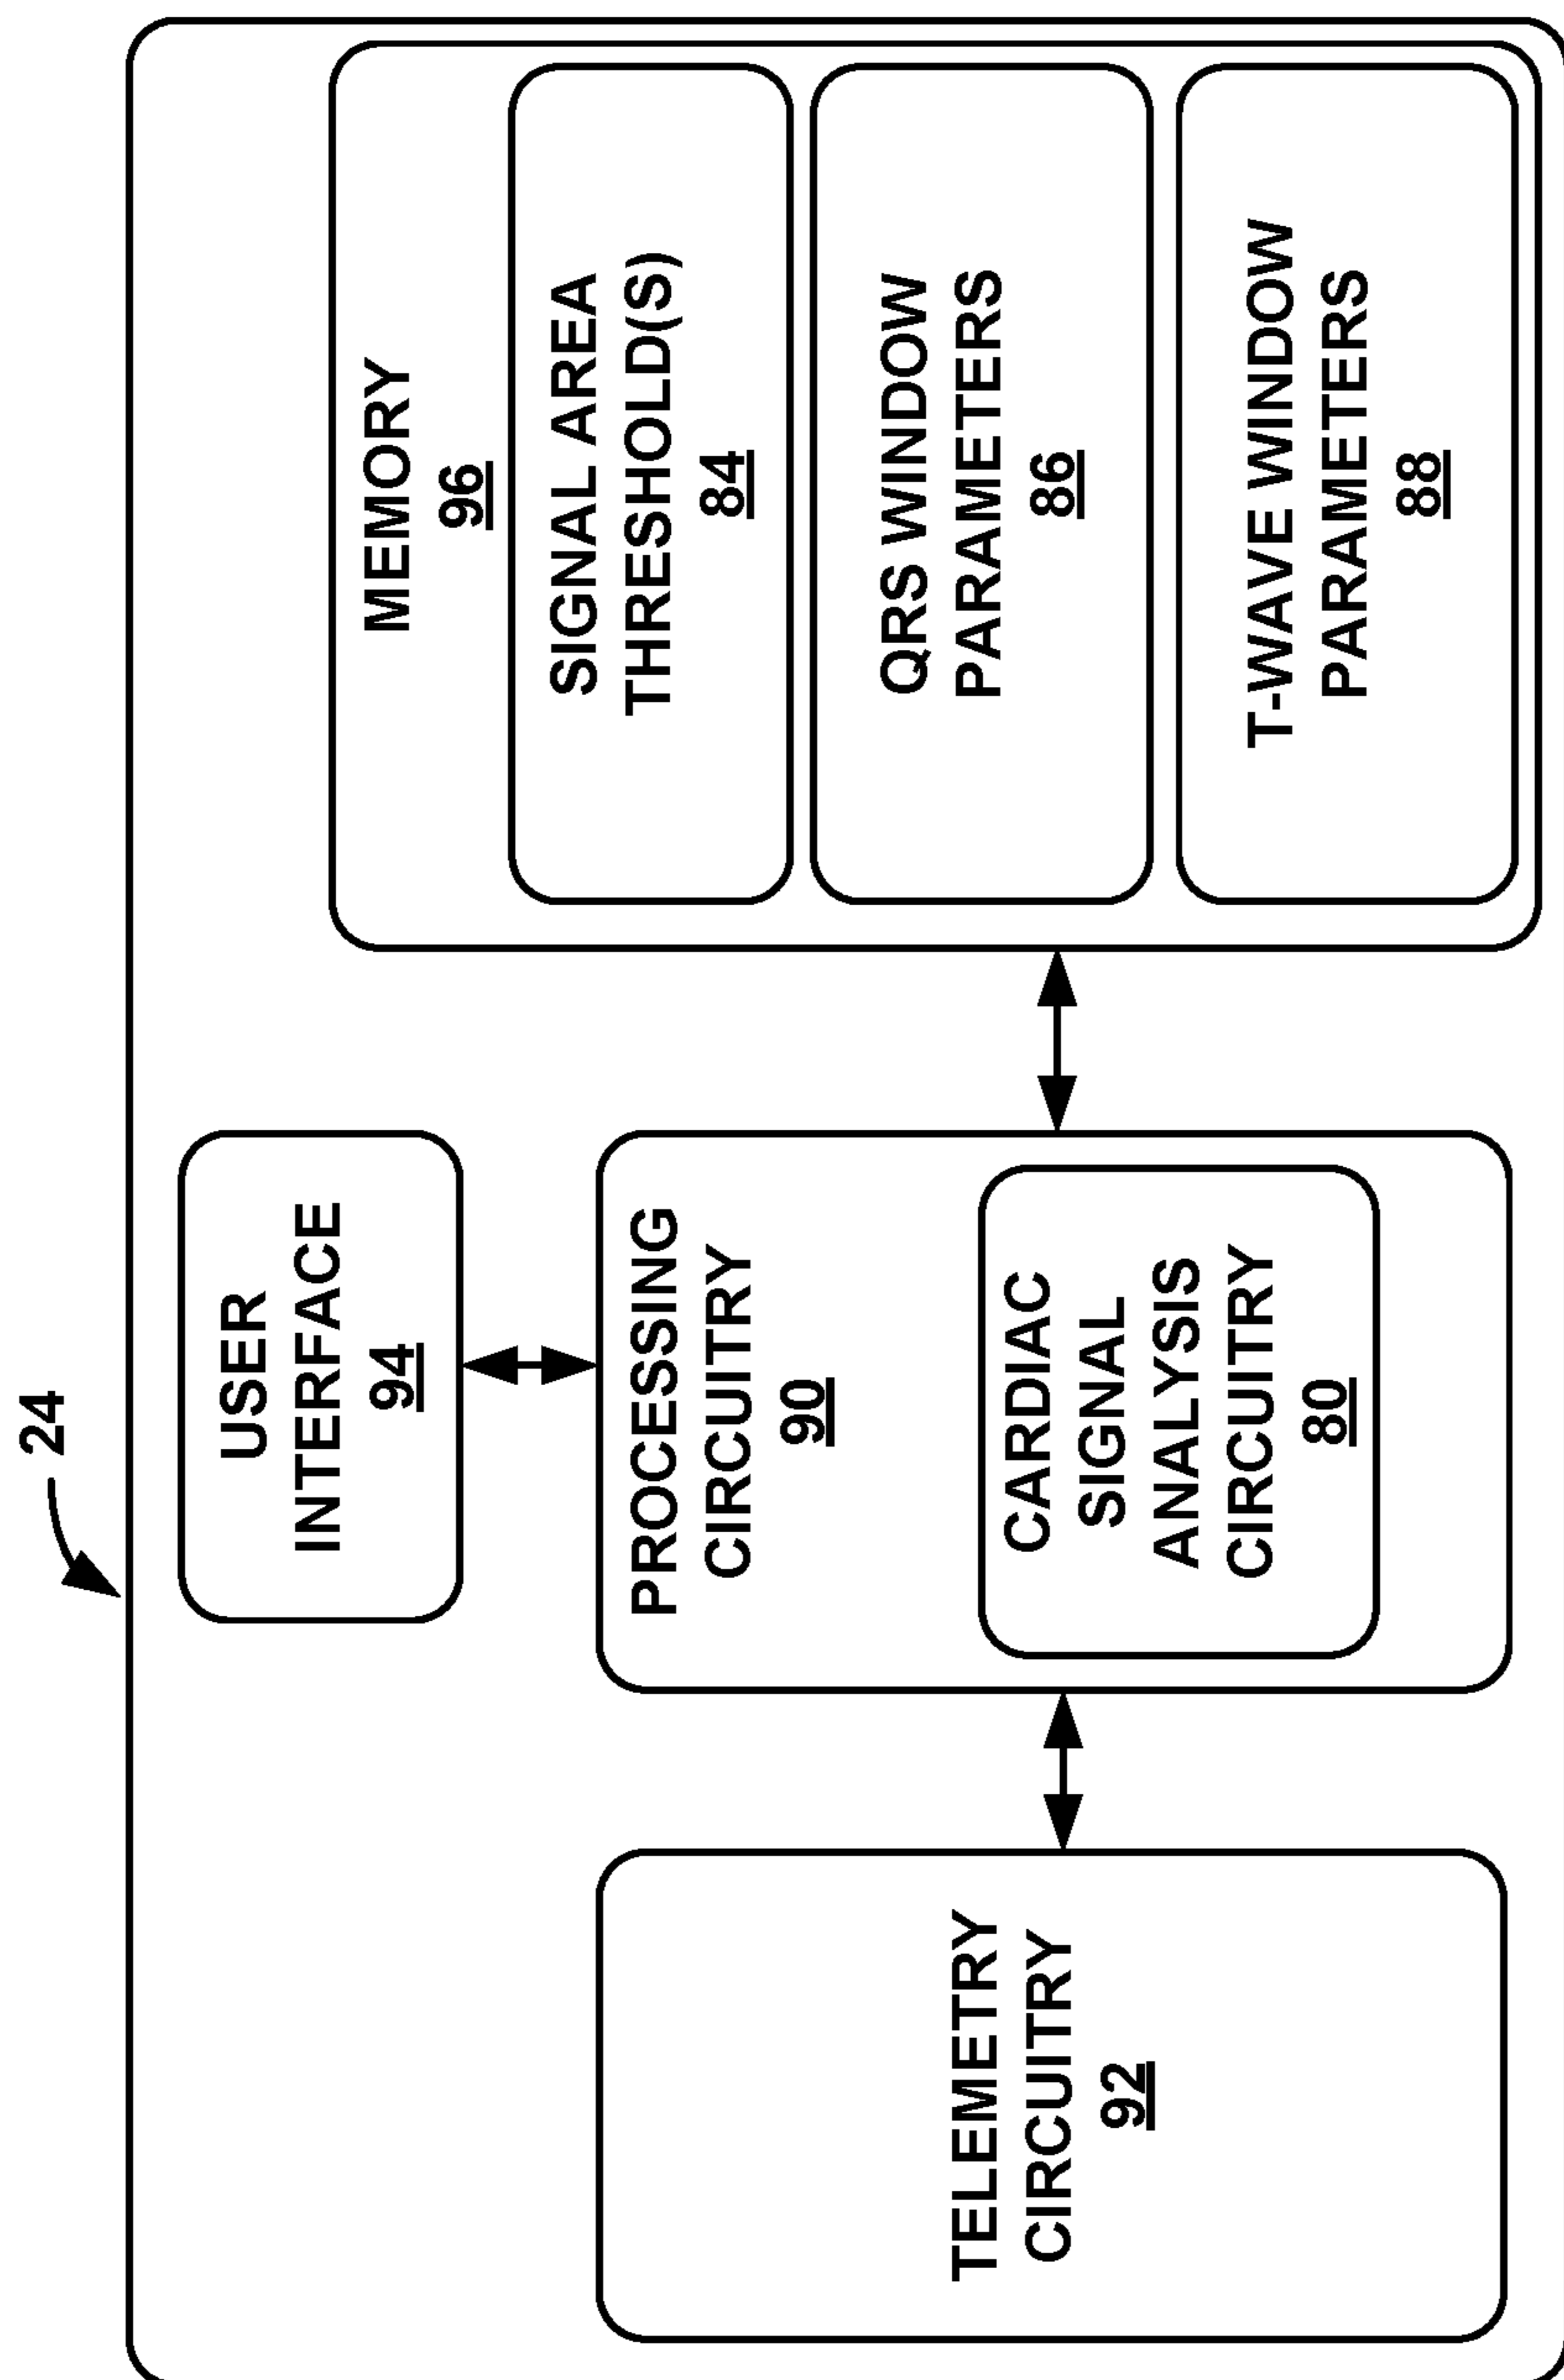 24
USER
INTERFACE
94
TELEMETRY
CIRCUITRY
92
PROCESSING
CIRCUITRY
90
CARDIAC
SIGNAL
ANALYSIS
CIRCUITRY
80
MEMORY
96
SIGNAL AREA
THRESHOLD(S)
84
QRS WINDOW
PARAMETERS
86
T-WAVE WINDOW
PARAMETERS
88